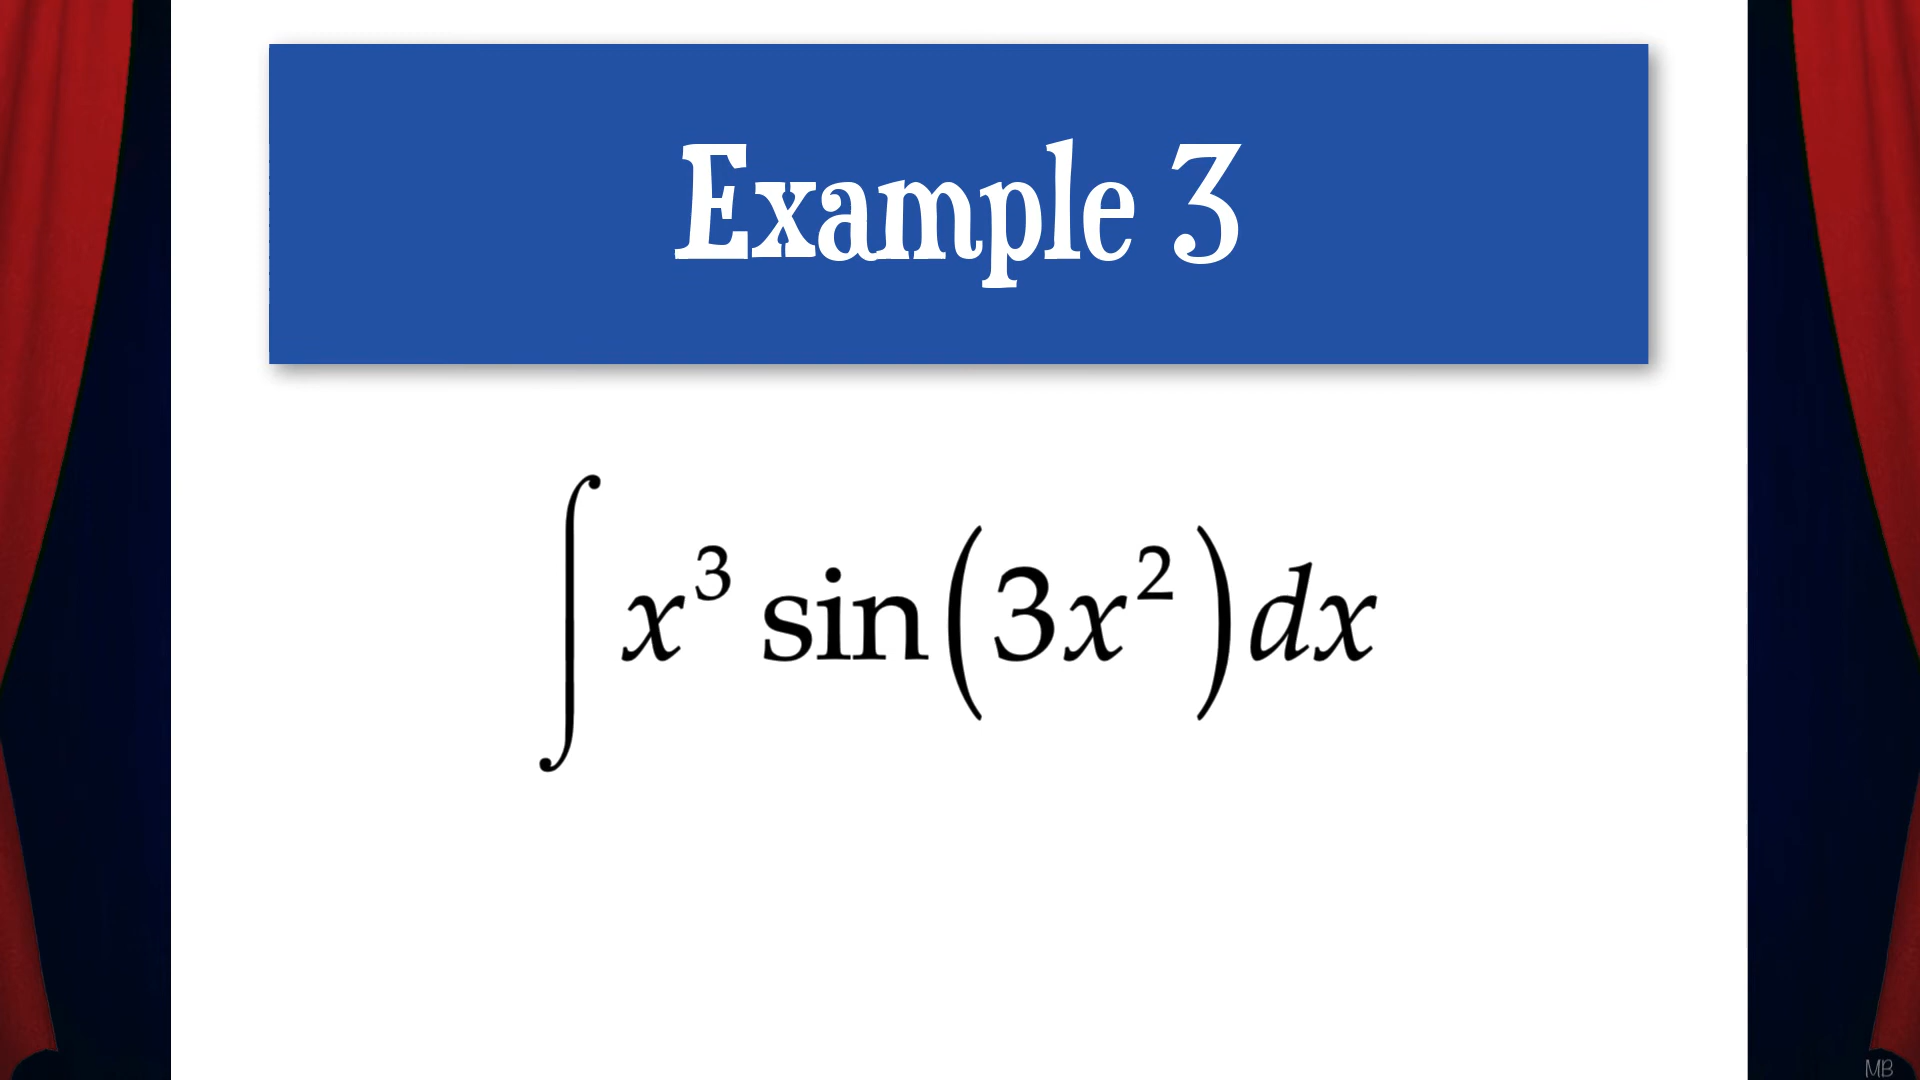 Example 3
∫ x³ sin(3x²) dx
MB